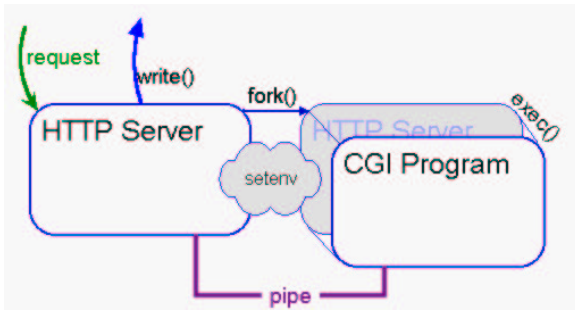 request
write()
fork()
exec()
HTTP Server
HTTP Server
CGI Program
setenv
pipe